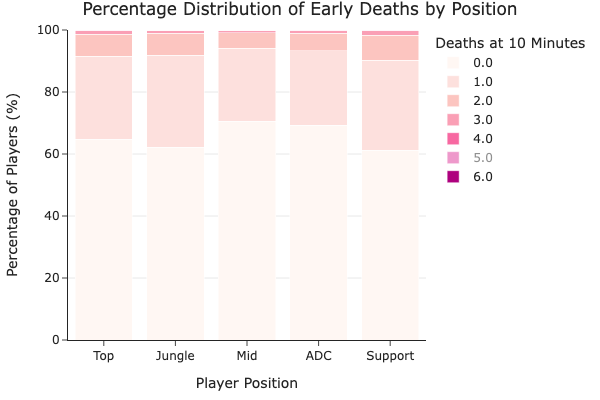 Percentage Distribution of Early Deaths by Position
Percentage of Players (%)
100
80
60
40
20
0
Top
Jungle
Mid
ADC
Support
Player Position
Deaths at 10 Minutes
0.0
1.0
2.0
3.0
4.0
5.0
6.0